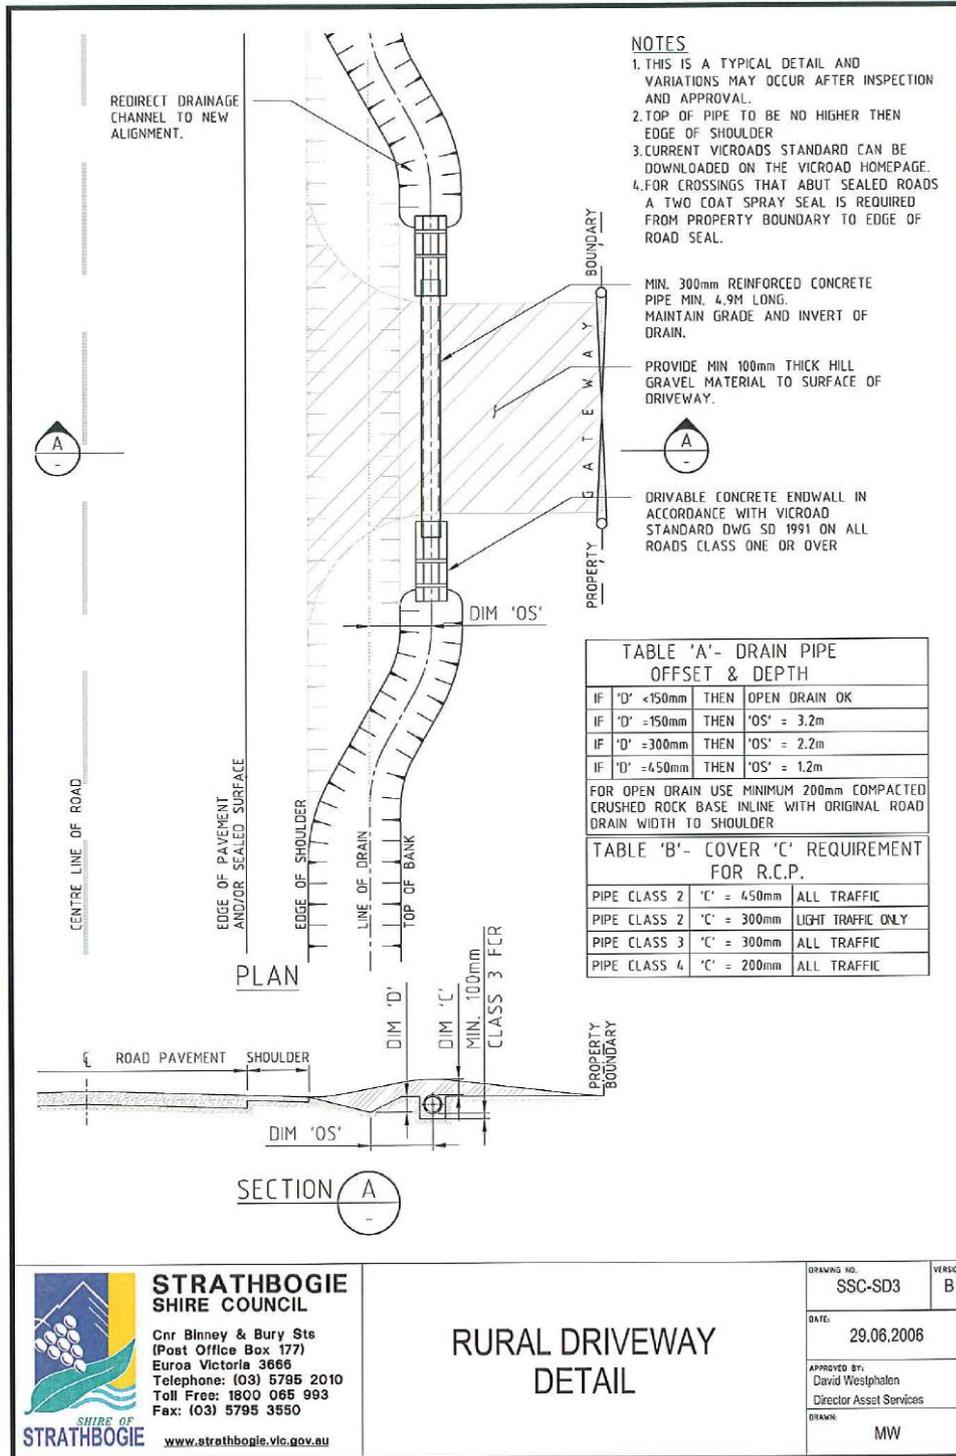 REDIRECT DRAINAGE
CHANNEL TO NEW
ALIGNMENT.
NOTES
1. THIS IS A TYPICAL DETAIL AND
VARIATIONS MAY OCCUR AFTER INSPECTION
AND APPROVAL.
2. TOP OF PIPE TO BE NO HIGHER THEN
EDGE OF SHOULDER
3. CURRENT VICROADS STANDARD CAN BE
DOWNLOADED ON THE VICROAD HOMEPAGE.
4. FOR CROSSINGS THAT ABUT SEALED ROADS
A TWO COAT SPRAY SEAL IS REQUIRED
FROM PROPERTY BOUNDARY TO EDGE OF
ROAD SEAL.
BOUNDARY
MIN. 300mm REINFORCED CONCRETE
PIPE MIN. 4.9M LONG.
MAINTAIN GRADE AND INVERT OF
DRAIN.
PROVIDE MIN 100mm THICK HILL
GRAVEL MATERIAL TO SURFACE OF
DRIVEWAY.
GATEWAY
A
-
A
-
DRIVABLE CONCRETE ENDWALL IN
ACCORDANCE WITH VICROAD
STANDARD DWG SD 1991 ON ALL
ROADS CLASS ONE OR OVER
PROPERTY
DIM 'OS'
TABLE 'A'- DRAIN PIPE
OFFSET & DEPTH
IF 'D' <150mm THEN OPEN DRAIN OK
IF 'D' =150mm THEN 'OS' = 3.2m
IF 'D' =300mm THEN 'OS' = 2.2m
IF 'D' =450mm THEN 'OS' = 1.2m
FOR OPEN DRAIN USE MINIMUM 200mm COMPACTED
CRUSHED ROCK BASE INLINE WITH ORIGINAL ROAD
DRAIN WIDTH TO SHOULDER
TABLE 'B'- COVER 'C' REQUIREMENT
FOR R.C.P.
PIPE CLASS 2 'C' = 450mm ALL TRAFFIC
PIPE CLASS 2 'C' = 300mm LIGHT TRAFFIC ONLY
PIPE CLASS 3 'C' = 300mm ALL TRAFFIC
PIPE CLASS 4 'C' = 200mm ALL TRAFFIC
CENTRE LINE OF ROAD
EDGE OF PAVEMENT
AND/OR SEALED SURFACE
EDGE OF SHOULDER
LINE OF DRAIN
TOP OF BANK
PLAN
DIM 'D'
DIM 'C'
MIN. 100mm
CLASS 3 FCR
PROPERTY
BOUNDARY
℄ ROAD PAVEMENT SHOULDER
DIM 'OS'
SECTION A
-
STRATHBOGIE
SHIRE COUNCIL
Cnr Binney & Bury Sts
(Post Office Box 177)
Euroa Victoria 3666
Telephone: (03) 5795 2010
Toll Free: 1800 065 993
Fax: (03) 5795 3550
www.strathbogie.vic.gov.au
SHIRE OF
STRATHBOGIE
RURAL DRIVEWAY
DETAIL
DRAWING NO.
SSC-SD3
B
DATE:
29.06.2006
APPROVED BY:
David Westphalen
Director Asset Services
DRAWN:
MW